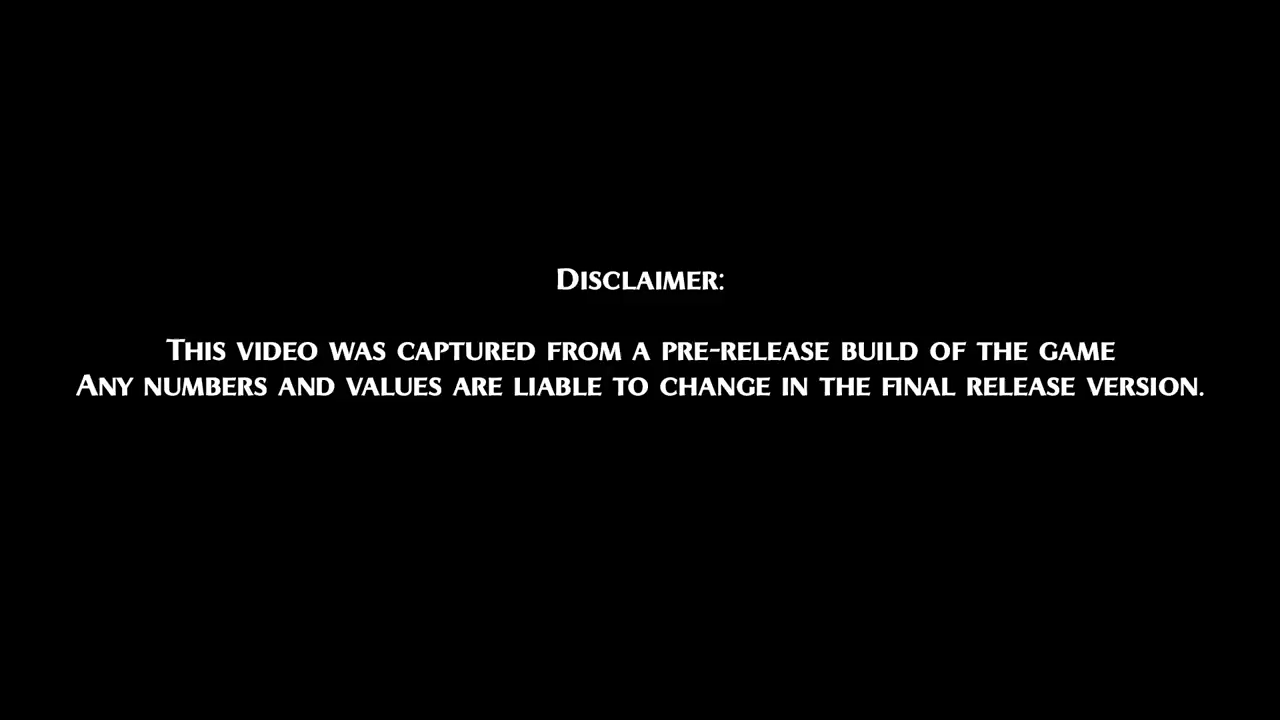 Disclaimer:
This video was captured from a pre-release build of the game
Any numbers and values are liable to change in the final release version.